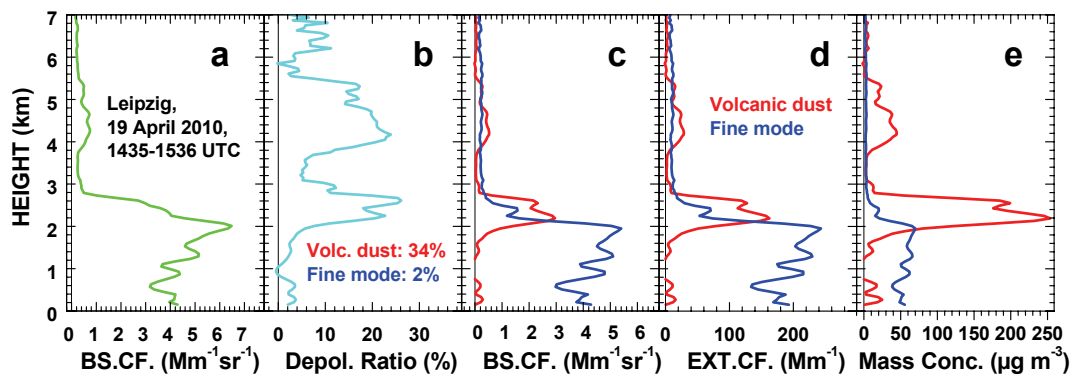 a
b
c
d
e
HEIGHT (km)
7
6
5
4
3
2
1
0
Leipzig,
19 April 2010,
1435-1536 UTC
Volc. dust: 34%
Fine mode: 2%
Volcanic dust
Fine mode
0 1 2 3 4 5 6 7
0 10 20 30
0 1 2 3 4 5 6
0 100 200
0 50 100 150 200 250
BS.CF. (Mm⁻¹sr⁻¹)
Depol. Ratio (%)
BS.CF. (Mm⁻¹sr⁻¹)
EXT.CF. (Mm⁻¹)
Mass Conc. (µg m⁻³)